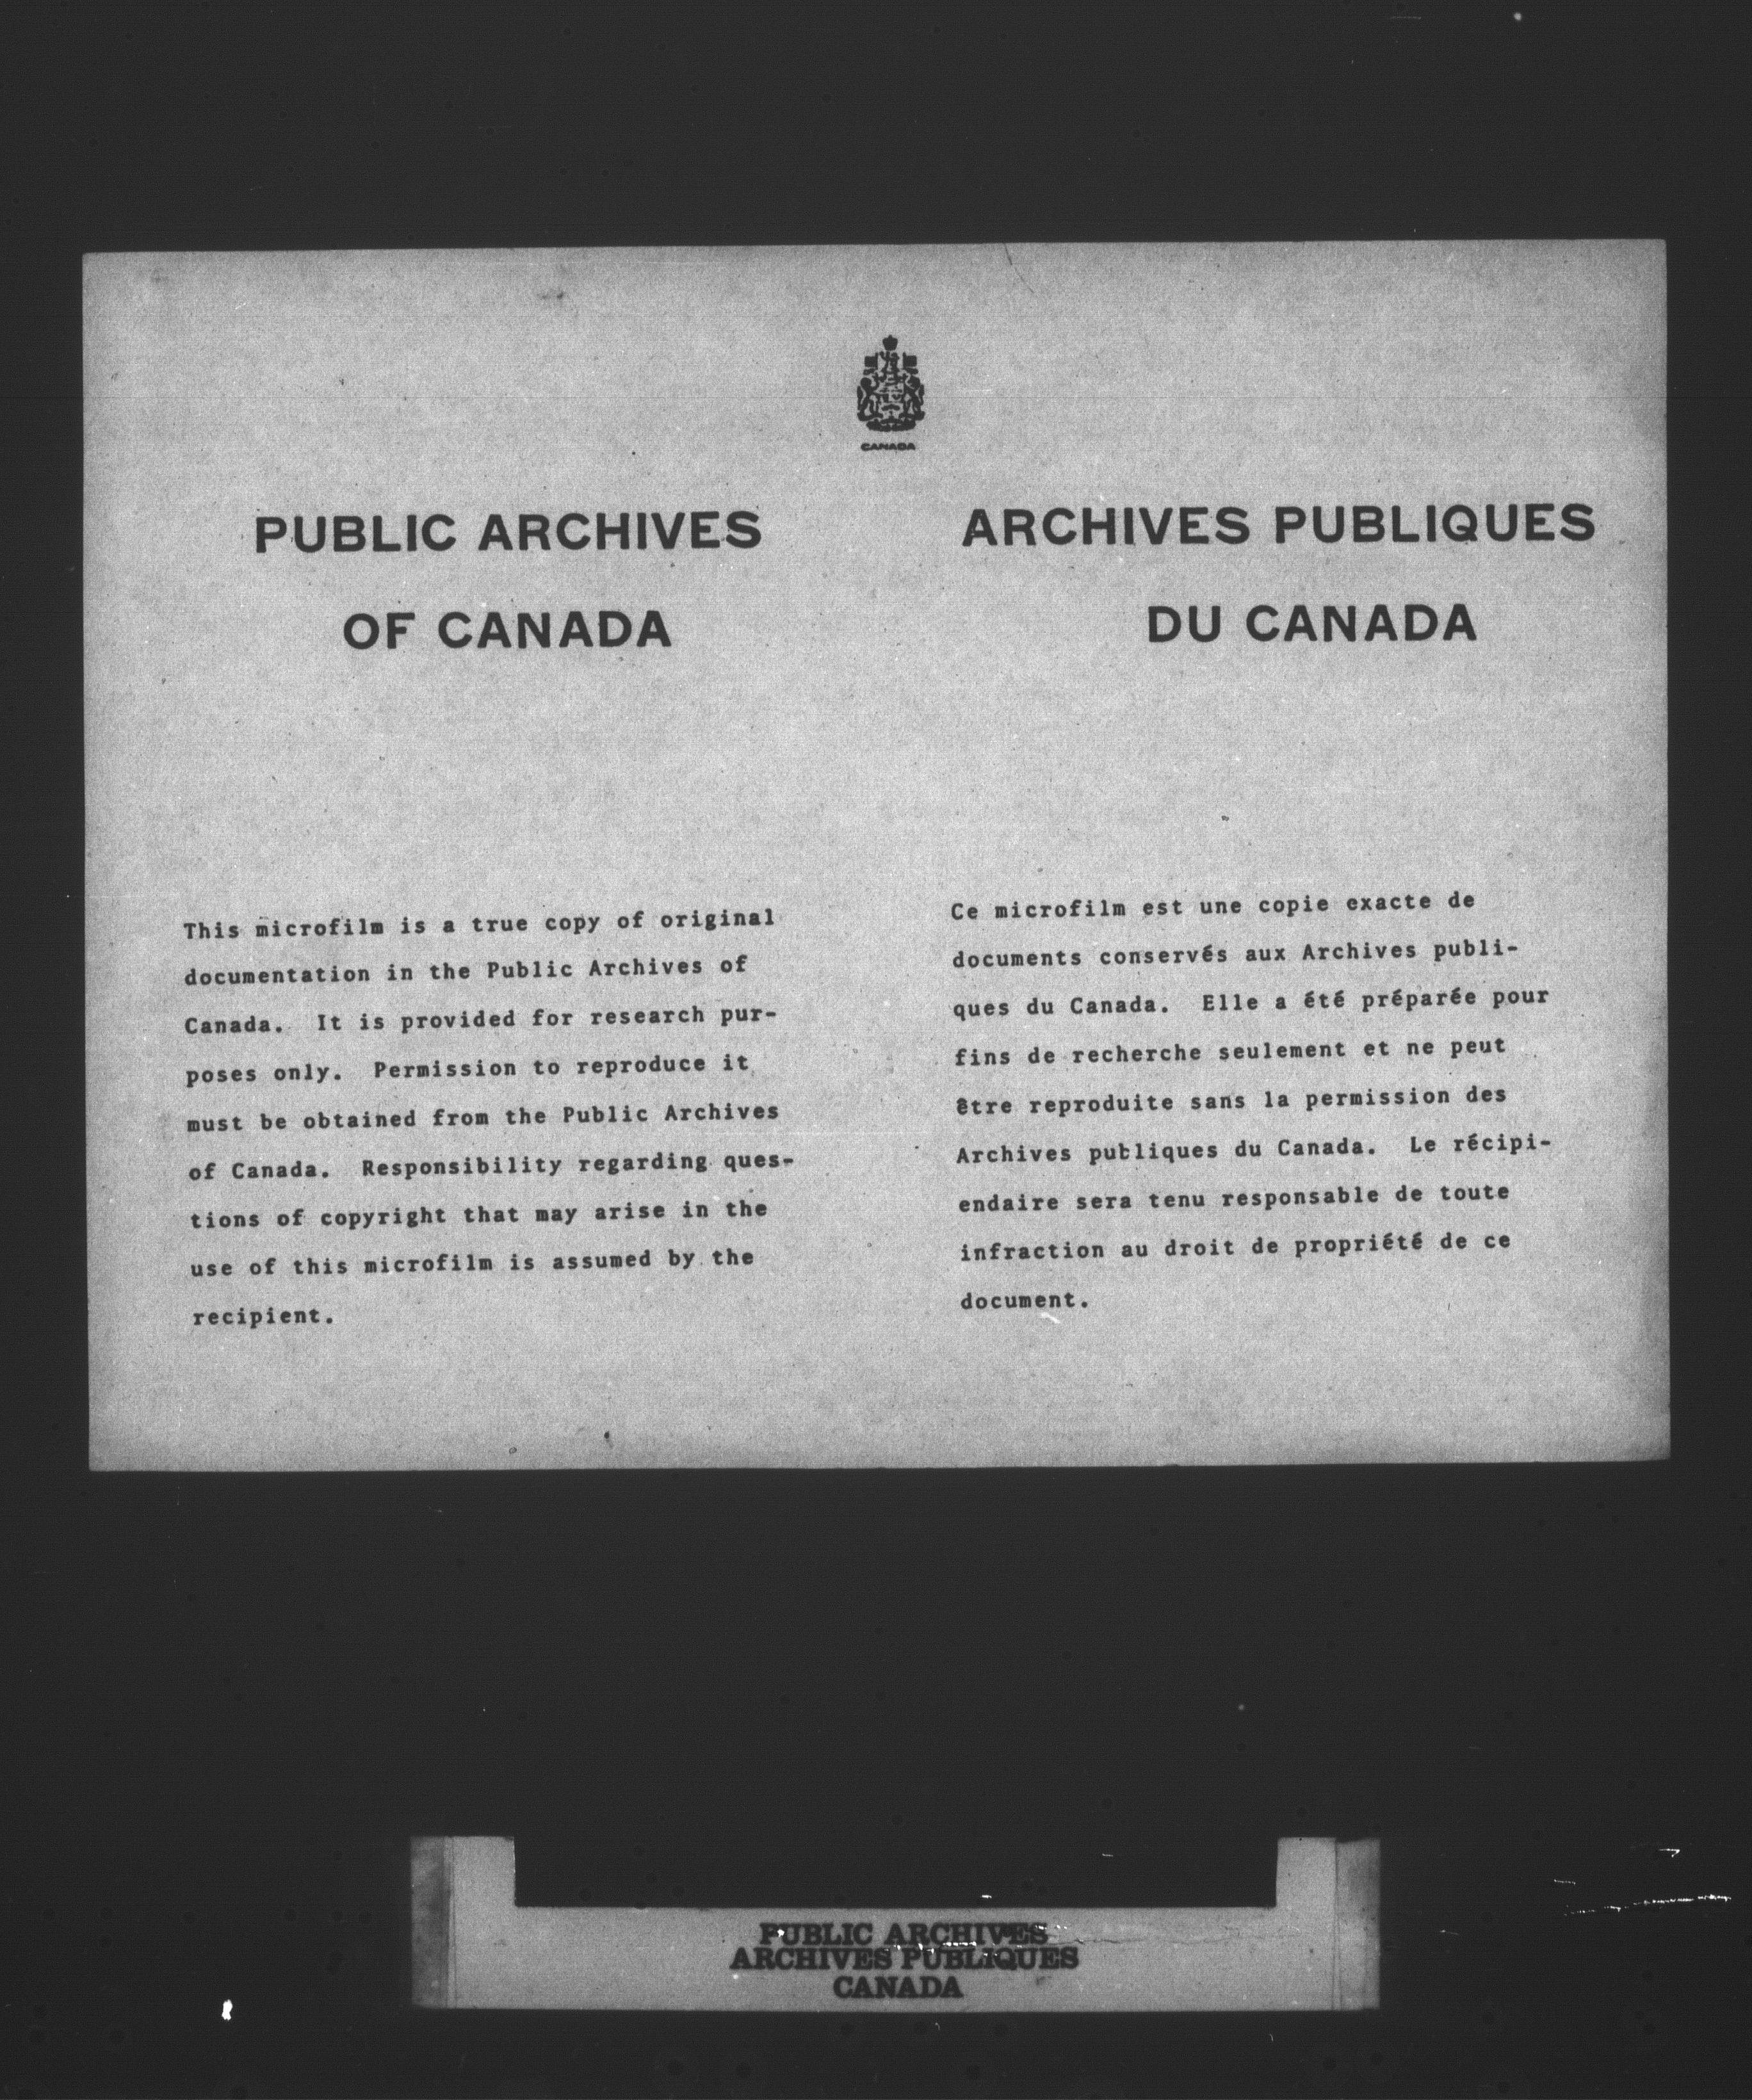 CANADA
PUBLIC ARCHIVES
OF CANADA
This microfilm is a true copy of original
documentation in the Public Archives of
Canada. It is provided for research pur-
poses only. Permission to reproduce it
must be obtained from the Public Archives
of Canada. Responsibility regarding ques-
tions of copyright that may arise in the
use of this microfilm is assumed by the
recipient.
ARCHIVES PUBLIQUES
DU CANADA
Ce microfilm est une copie exacte de
documents conservés aux Archives publi-
ques du Canada. Elle a été préparée pour
fins de recherche seulement et ne peut
être reproduite sans la permission des
Archives publiques du Canada. Le récipi-
endaire sera tenu responsable de toute
infraction au droit de propriété de ce
document.
PUBLIC ARCHIVES
ARCHIVES PUBLIQUES
CANADA